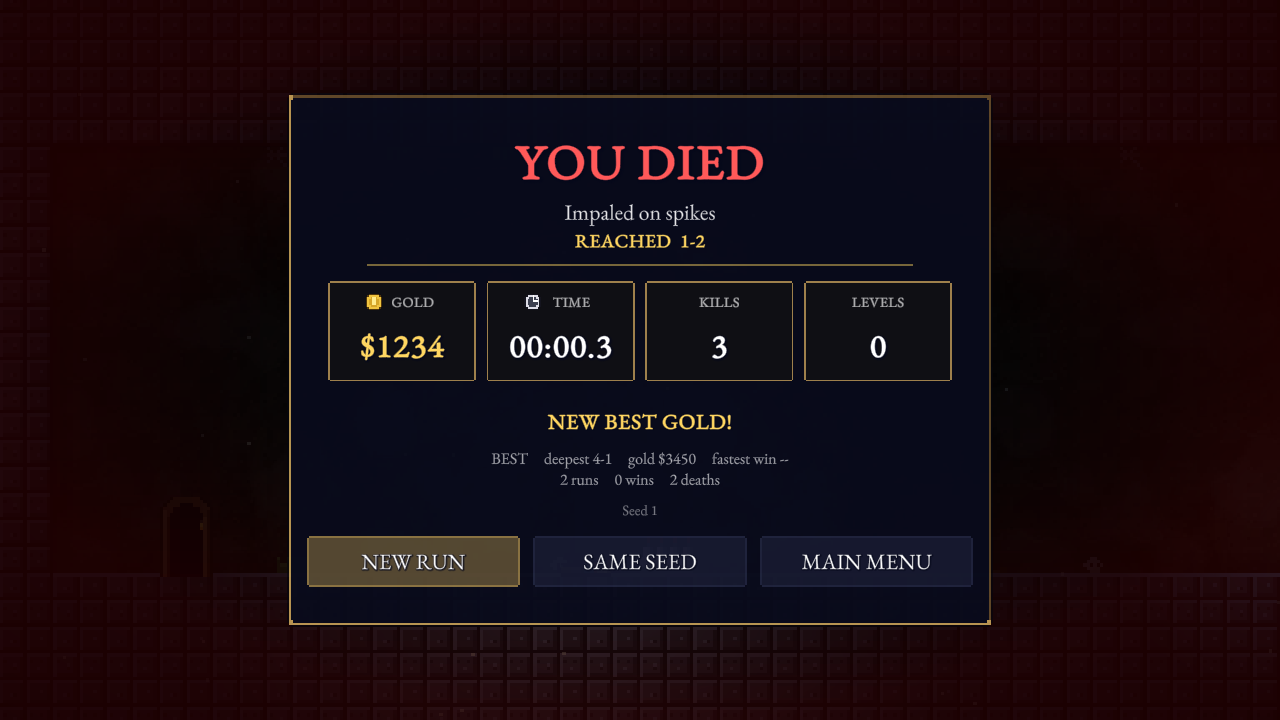 YOU DIED
Impaled on spikes
REACHED 1-2
GOLD TIME KILLS LEVELS
$1234 00:00.3 3 0
NEW BEST GOLD!
BEST deepest 4-1 gold $3450 fastest win --
2 runs 0 wins 2 deaths
Seed 1
NEW RUN SAME SEED MAIN MENU